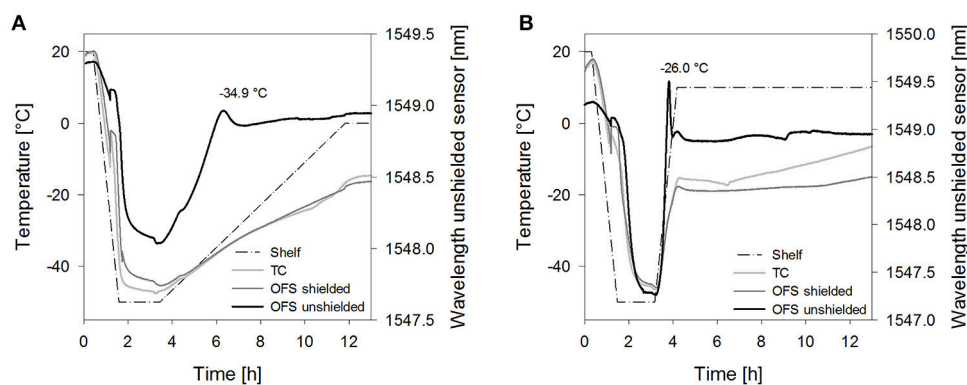 A
Temperature [°C]
20
0
-20
-40
-34.9 °C
Shelf
TC
OFS shielded
OFS unshielded
0 2 4 6 8 10 12
Time [h]
1549.5
1549.0
1548.5
1548.0
1547.5
Wavelength unshielded sensor [nm]
B
Temperature [°C]
20
0
-20
-40
-26.0 °C
Shelf
TC
OFS shielded
OFS unshielded
0 2 4 6 8 10 12
Time [h]
1550.0
1549.5
1549.0
1548.5
1548.0
1547.5
1547.0
Wavelength unshielded sensor [nm]